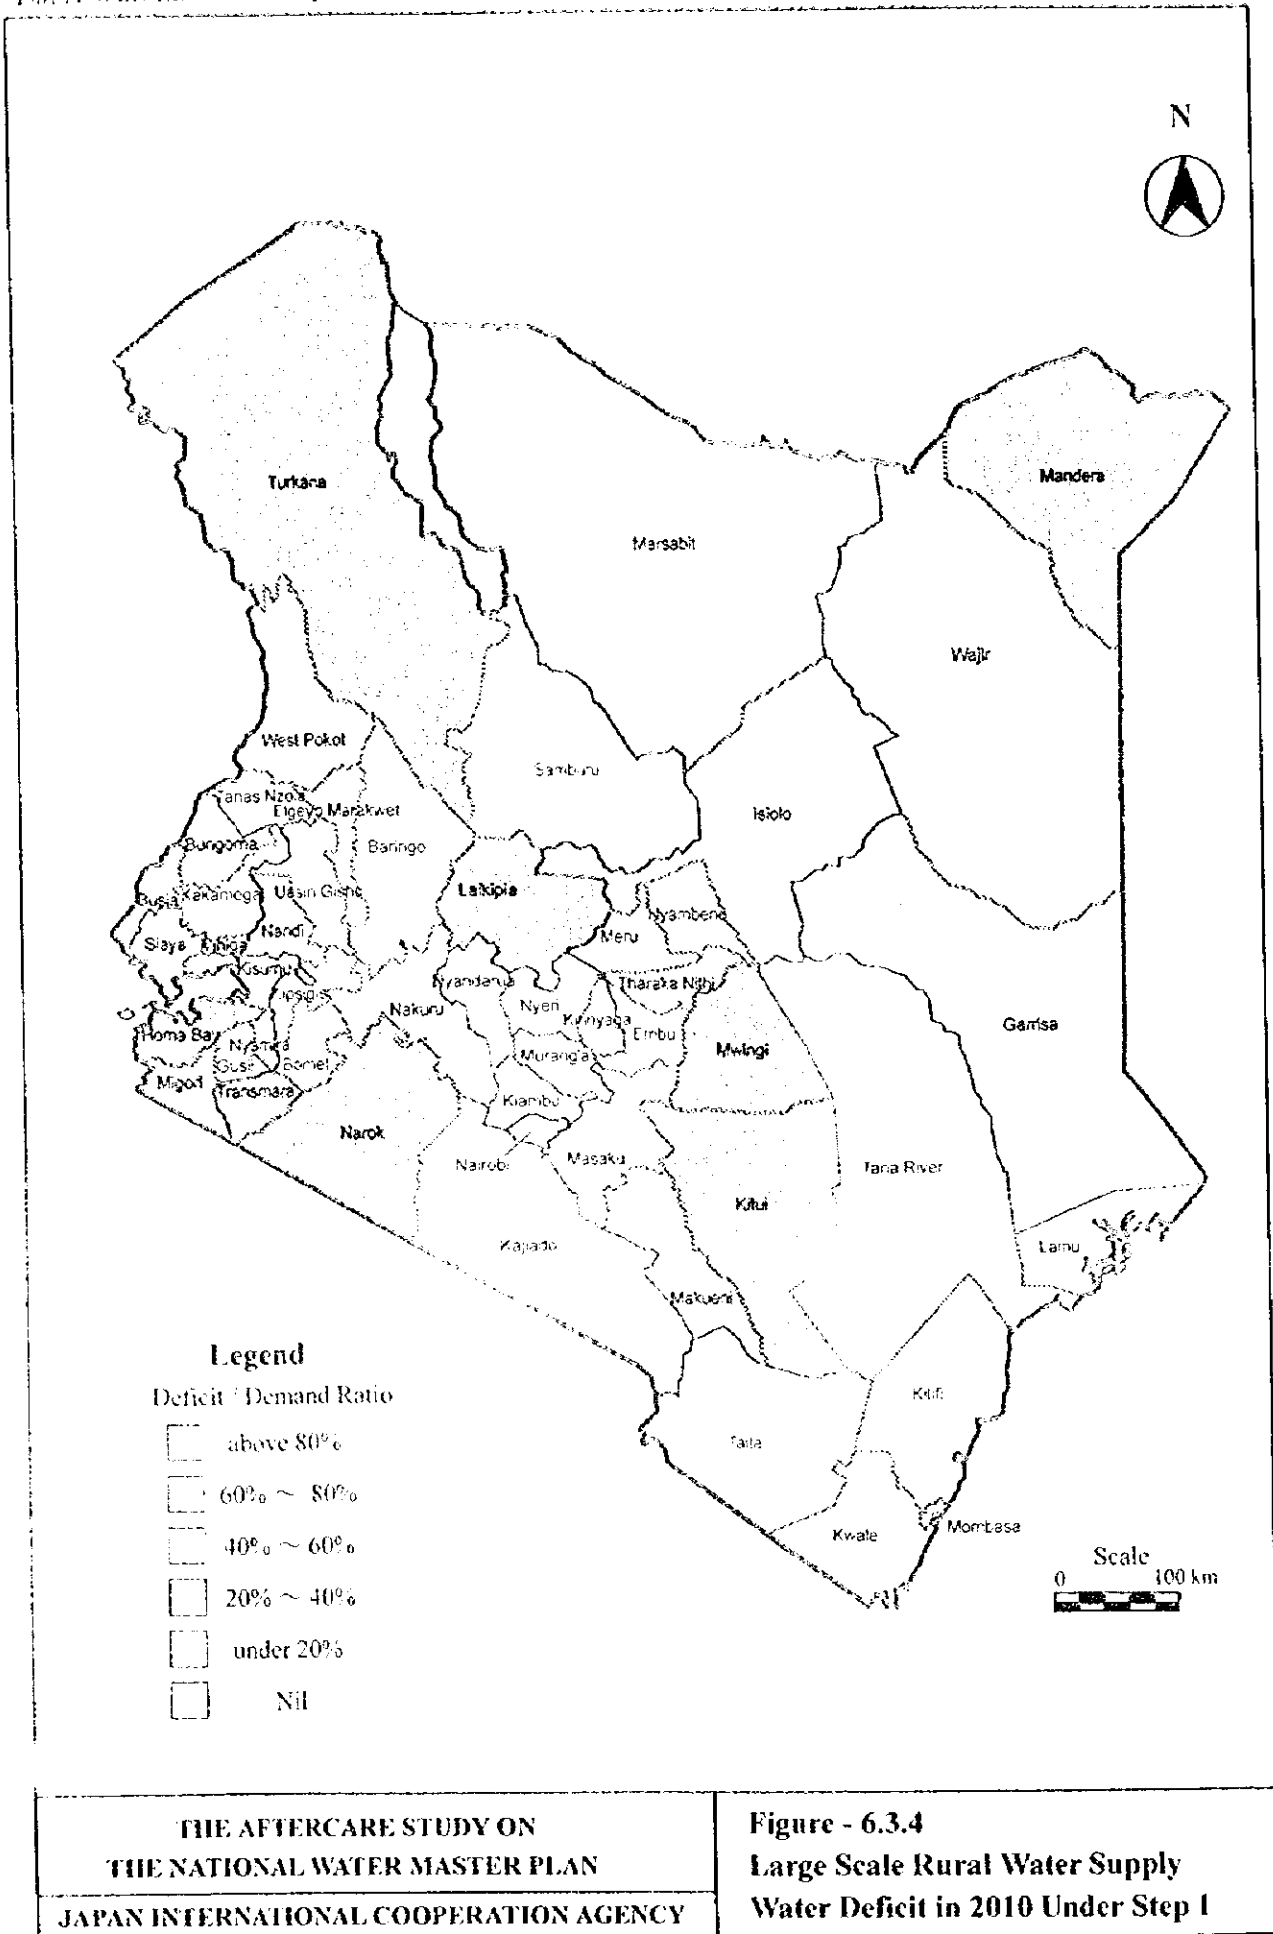 N
Turkana
Mandera
Marsabit
Wajir
West Pokot
Samburu
Isiolo
Elgeyo Marakwet
Bungoma
Baringo
Laikipia
Busia
Kakamega
Uasin Gishu
Nyambene
Meru
Siaya
Nandi
Kisumu
Nyandarua
Tharaka Nithi
Nakuru
Nyeri
Garrisa
Homa Bay
Embu
Mwingi
Murang'a
Migori
Transmara
Kiambu
Narok
Nairobi
Masaku
Tana River
Kitui
Kajiado
Lamu
Makueni
Kilifi
Taita
Kwale
Mombasa
Legend
Deficit / Demand Ratio
above 80%
60% ~ 80%
40% ~ 60%
20% ~ 40%
under 20%
Nil
Scale
0 100 km
THE AFTERCARE STUDY ON
THE NATIONAL WATER MASTER PLAN
JAPAN INTERNATIONAL COOPERATION AGENCY
Figure - 6.3.4
Large Scale Rural Water Supply
Water Deficit in 2010 Under Step 1